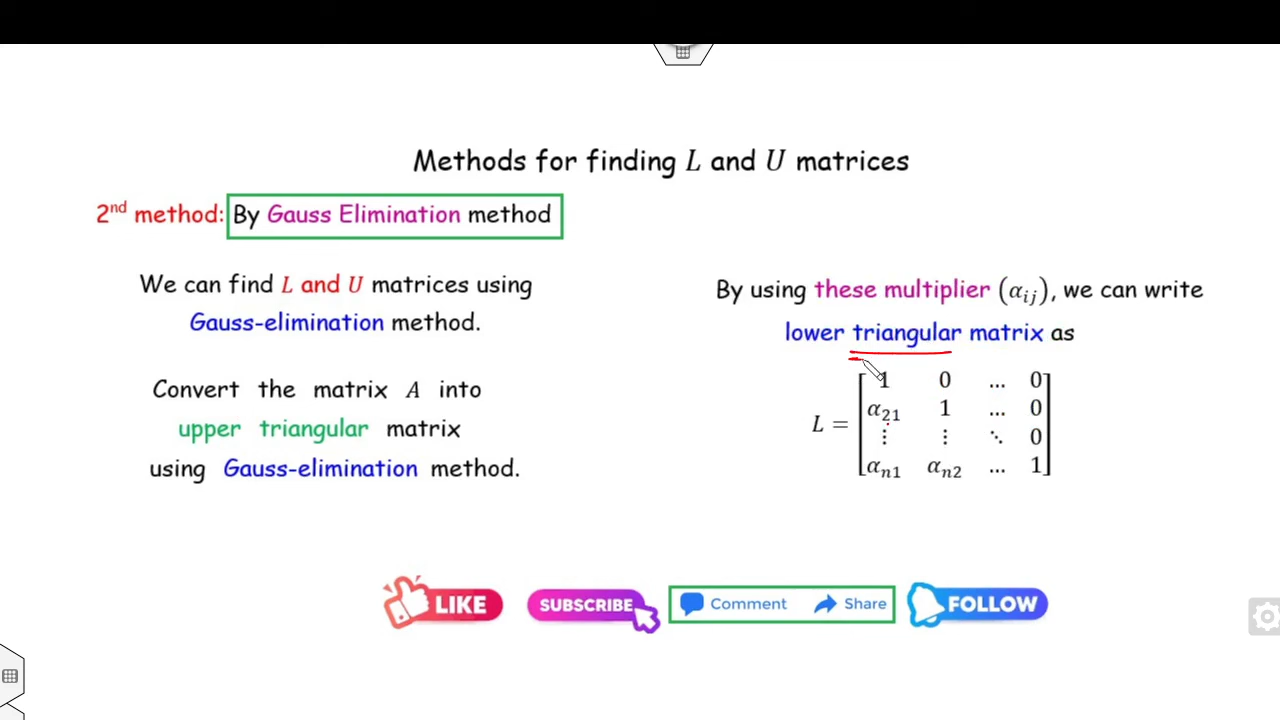 Methods for finding L and U matrices
2nd method: By Gauss Elimination method
We can find L and U matrices using
Gauss-elimination method.
Convert the matrix A into
upper triangular matrix
using Gauss-elimination method.
By using these multiplier (αij), we can write
lower triangular matrix as
L =
1 0 ... 0
α21 1 ... 0
⋮ ⋮ ⋱ 0
αn1 αn2 ... 1
LIKE SUBSCRIBE Comment Share FOLLOW